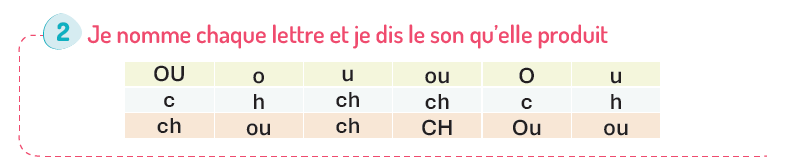 2 Je nomme chaque lettre et je dis le son qu'elle produit
OU o u ou O u
c h ch ch c h
ch ou ch CH Ou ou